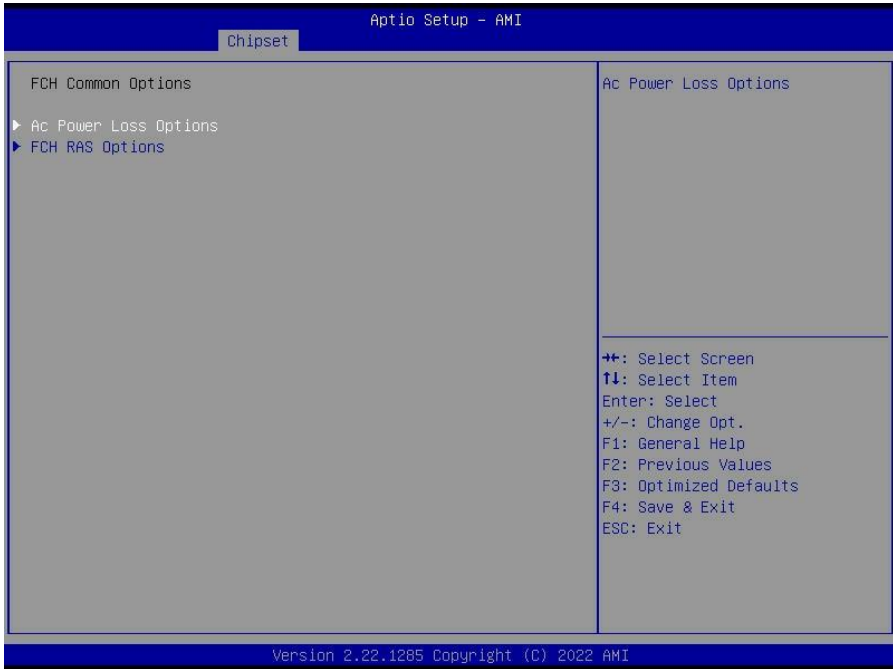 Aptio Setup - AMI
Chipset
FCH Common Options
Ac Power Loss Options
FCH RAS Options
Ac Power Loss Options
→←: Select Screen
↑↓: Select Item
Enter: Select
+/-: Change Opt.
F1: General Help
F2: Previous Values
F3: Optimized Defaults
F4: Save & Exit
ESC: Exit
Version 2.22.1285 Copyright (C) 2022 AMI